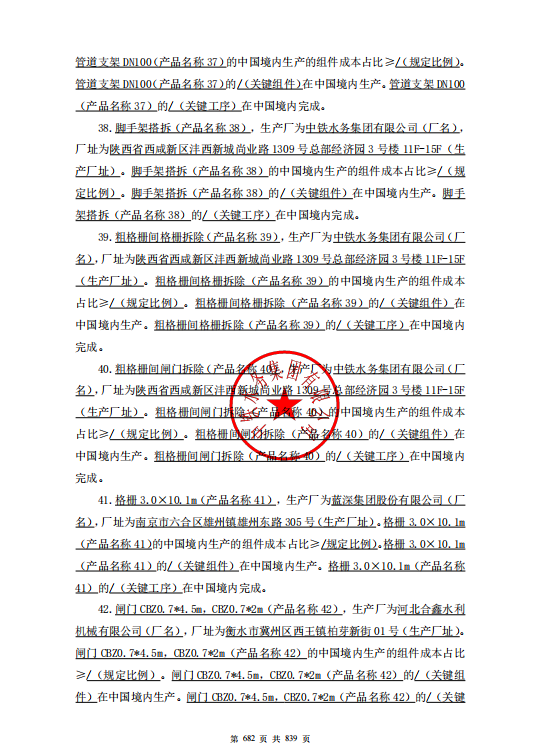 管道支架 DN100(产品名称 37)的中国境内生产的组件成本占比≥/(规定比例)。
管道支架 DN100(产品名称 37)的/(关键组件)在中国境内生产。管道支架 DN100
(产品名称 37)的/(关键工序)在中国境内完成。
38.脚手架搭拆(产品名称 38),生产厂为中铁水务集团有限公司(厂名),
厂址为陕西省西咸新区沣西新城尚业路 1309 号总部经济园 3 号楼 11F-15F(生
产厂址)。脚手架搭拆(产品名称 38)的中国境内生产的组件成本占比≥/(规
定比例)。脚手架搭拆(产品名称 38)的/(关键组件)在中国境内生产。脚手
架搭拆(产品名称 38)的/(关键工序)在中国境内完成。
39.粗格栅间格栅拆除(产品名称 39),生产厂为中铁水务集团有限公司(厂
名),厂址为陕西省西咸新区沣西新城尚业路 1309 号总部经济园 3 号楼 11F-15F
(生产厂址)。粗格栅间格栅拆除(产品名称 39)的中国境内生产的组件成本
占比≥/(规定比例)。粗格栅间格栅拆除(产品名称 39)的/(关键组件)在
中国境内生产。粗格栅间格栅拆除(产品名称 39)的/(关键工序)在中国境内
完成。
40.粗格栅间闸门拆除(产品名称 40),生产厂为中铁水务集团有限公司(厂
名),厂址为陕西省西咸新区沣西新城尚业路 1309 号总部经济园 3 号楼 11F-15F
(生产厂址)。粗格栅间闸门拆除(产品名称 40)的中国境内生产的组件成本
占比≥/(规定比例)。粗格栅间闸门拆除(产品名称 40)的/(关键组件)在
中国境内生产。粗格栅间闸门拆除(产品名称 40)的/(关键工序)在中国境内
完成。
41.格栅 3.0×10.1m(产品名称 41),生产厂为蓝深集团股份有限公司(厂
名),厂址为南京市六合区雄州镇雄州东路 305 号(生产厂址)。格栅 3.0×10.1m
(产品名称 41)的中国境内生产的组件成本占比≥/规定比例)。格栅 3.0×10.1m
(产品名称 41)的/(关键组件)在中国境内生产。格栅 3.0×10.1m(产品名称
41)的/(关键工序)在中国境内完成。
42.闸门 CBZ0.7*4.5m,CBZ0.7*2m(产品名称 42),生产厂为河北合鑫水利
机械有限公司(厂名),厂址为衡水市冀州区西王镇柏芽新街 01 号(生产厂址)。
闸门 CBZ0.7*4.5m,CBZ0.7*2m(产品名称 42)的中国境内生产的组件成本占比
≥/(规定比例)。闸门 CBZ0.7*4.5m,CBZ0.7*2m(产品名称 42)的/(关键组
件)在中国境内生产。闸门 CBZ0.7*4.5m,CBZ0.7*2m(产品名称 42)的/(关键
第 682 页 共 839 页